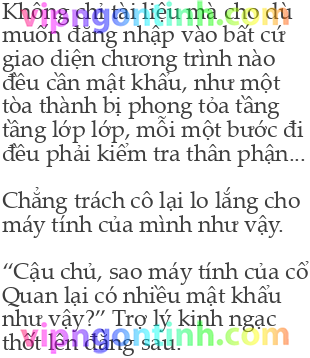 Không chỉ tài liệu mà cho dù
muốn đăng nhập vào bất cứ
giao diện chương trình nào
đều cần mật khẩu, như một
tòa thành bị phong tỏa tầng
tầng lớp lớp, mỗi một bước đi
đều phải kiểm tra thân phận...
Chẳng trách cô lại lo lắng cho
máy tính của mình như vậy.
“Cậu chủ, sao máy tính của cổ
Quan lại có nhiều mật khẩu
như vậy?” Trợ lý kinh ngạc
thốt lên đằng sau.
vipngontinh.com
vipngontinh.com